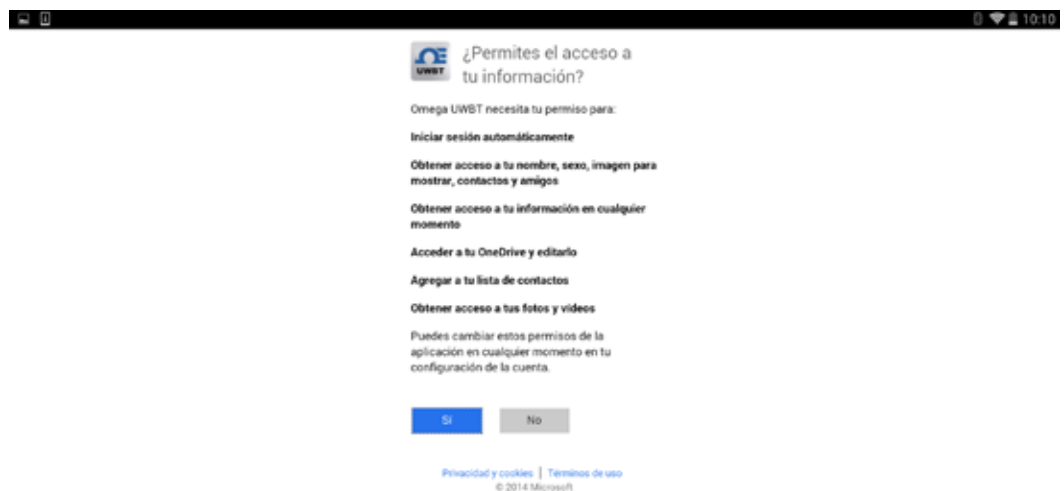 10:10
UWBT
¿Permites el acceso a
tu información?
Omega UWBT necesita tu permiso para:
Iniciar sesión automáticamente
Obtener acceso a tu nombre, sexo, imagen para
mostrar, contactos y amigos
Obtener acceso a tu información en cualquier
momento
Acceder a tu OneDrive y editarlo
Agregar a tu lista de contactos
Obtener acceso a tus fotos y vídeos
Puedes cambiar estos permisos de la
aplicación en cualquier momento en tu
configuración de la cuenta.
Sí No
Privacidad y cookies | Términos de uso
© 2014 Microsoft